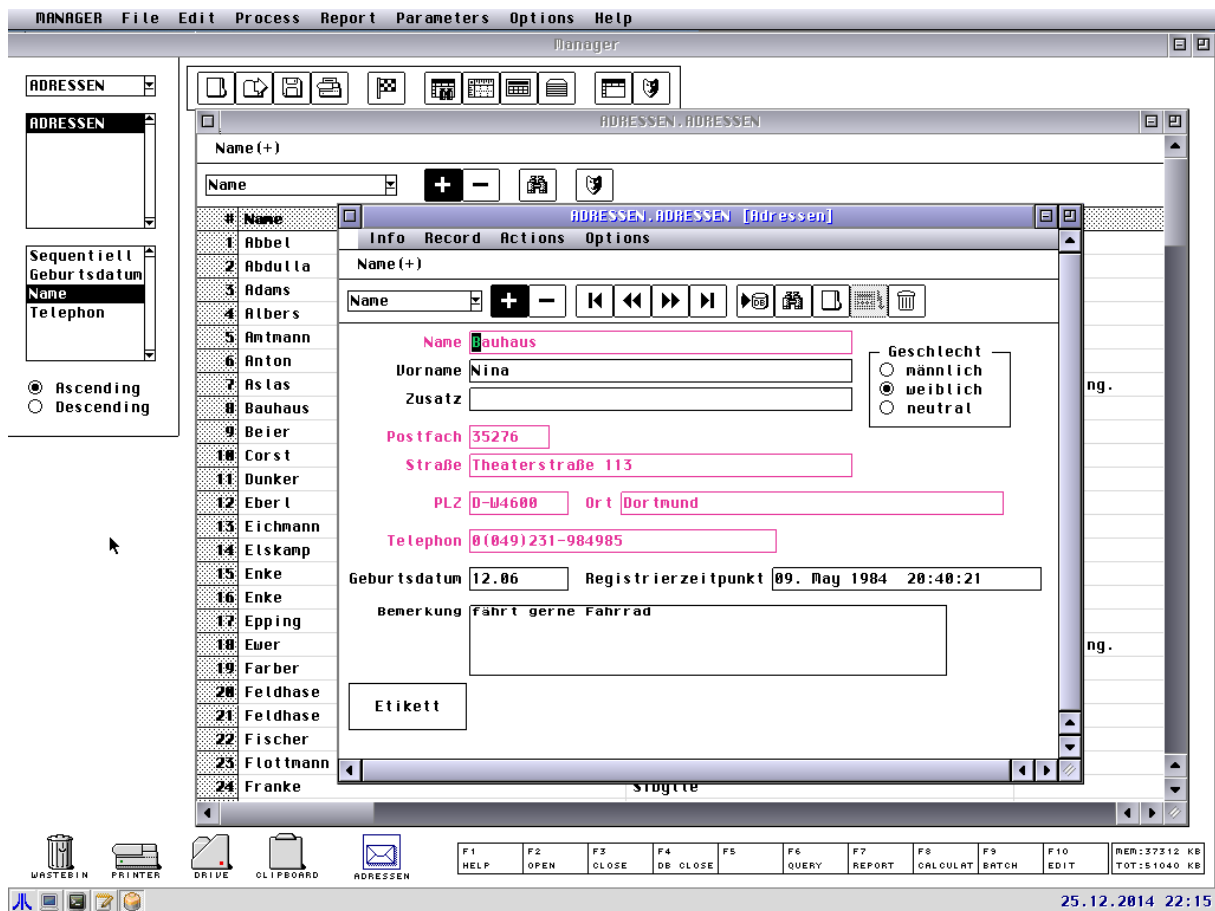 MANAGER File Edit Process Report Parameters Options Help
Manager
ADRESSEN
ADRESSEN
Sequentiell
Geburtsdatum
Name
Telephon
Ascending
Descending
ADRESSEN.ADRESSEN
Name(+)
Name
# Name
1 Abbel
2 Abdulla
3 Adams
4 Albers
5 Amtmann
6 Anton
7 Aslas ng.
8 Bauhaus
9 Beier
10 Corst
11 Dunker
12 Eberl
13 Eichmann
14 Elskamp
15 Enke
16 Enke
17 Epping
18 Ewer ng.
19 Farber
20 Feldhase
21 Feldhase
22 Fischer
23 Flottmann
24 Franke Sibylle
ADRESSEN.ADRESSEN [Adressen]
Info Record Actions Options
Name(+)
Name
Name Bauhaus
Vorname Nina
Zusatz
Geschlecht
männlich
weiblich
neutral
Postfach 35276
Straße Theaterstraße 113
PLZ D-W4600 Ort Dortmund
Telephon 0(049)231-984985
Geburtsdatum 12.06 Registrierzeitpunkt 09. May 1984 20:40:21
Bemerkung fährt gerne Fahrrad
Etikett
WASTEBIN PRINTER DRIVE CLIPBOARD ADRESSEN
F1 F2 F3 F4 F5 F6 F7 F8 F9 F10 MEM:37312 KB
HELP OPEN CLOSE DB CLOSE QUERY REPORT CALCULAT BATCH EDIT TOT:51040 KB
25.12.2014 22:15